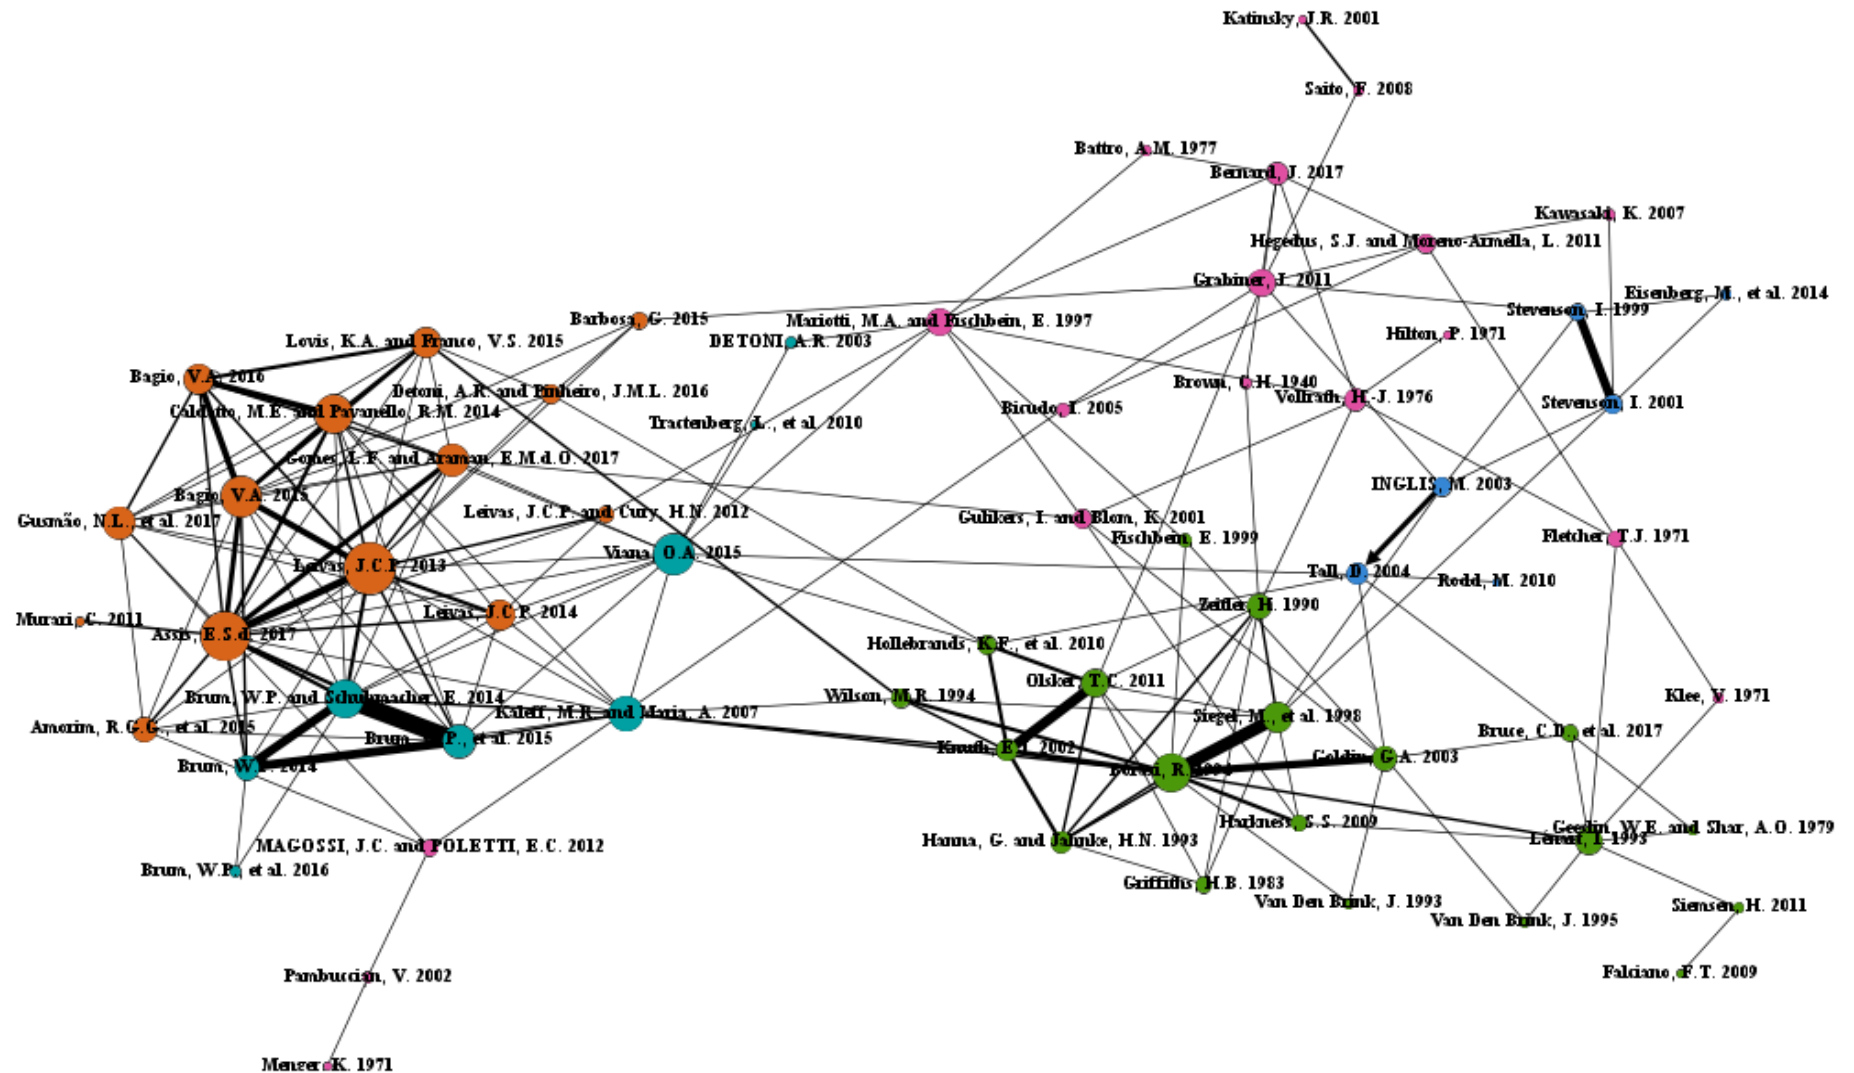 Katinsky, J.R. 2001
Saito, F. 2008
Battro, A.M. 1977
Bernard, J. 2017
Kawasaki, K. 2007
Hegedus, S.J. and Moreno-Armella, L. 2011
Grabiner, J. 2011
Eisenberg, M., et al. 2014
Stevenson, I. 1999
Barbosa, G. 2015
Mariotti, M.A. and Fischbein, E. 1997
Hilton, P. 1971
Lovis, K.A. and Franco, V.S. 2015
DETONI, A.R. 2003
Bagio, V.A. 2016
Brown, C.H. 1940
Detoni, A.R. and Pinheiro, J.M.L. 2016
Vollrath, H.-J. 1976
Stevenson, I. 2001
Caldatto, M.E. and Pavanello, R.M. 2014
Bicudo, I. 2005
Tractenberg, L., et al. 2010
Gomes, L.F. and Araman, E.M.d.O. 2017
INGLIS, M. 2003
Bagio, V.A. 2015
Leivas, J.C.P. and Cury, H.N. 2012
Gusmão, N.L., et al. 2017
Gulikers, I. and Blom, K. 2001
Fischbein, E. 1999
Fletcher, T.J. 1971
Viana, O.A. 2015
Leivas, J.C.P. 2013
Tall, D. 2004
Rodd, M. 2010
Zeitler, H. 1990
Leivas, J.C.P. 2014
Murari, C. 2011
Assis, E.S.d. 2017
Hollebrands, K.F., et al. 2010
Olsker, T.C. 2011
Brum, W.P. and Schuhmacher, E. 2014
Wilson, M.R. 1994
Klee, V. 1971
Kaleff, M.R. and Maria, A. 2007
Siegel, M., et al. 1998
Amorim, R.G.G., et al. 2015
Bruce, C.D., et al. 2017
Brum, W.P., et al. 2015
Knuth, E.J. 2002
Goldin, G.A. 2003
Brum, W.P. 2014
Borasi, R.
Harkness, S.S. 2009
Geeslin, W.E. and Shar, A.O. 1979
Hanna, G. and Jahnke, H.N. 1993
Lénárt, I. 1993
MAGOSSI, J.C. and POLETTI, E.C. 2012
Brum, W.P., et al. 2016
Griffiths, H.B. 1983
Van Den Brink, J. 1993
Siemsen, H. 2011
Van Den Brink, J. 1995
Falciano, F.T. 2009
Pambuccian, V. 2002
Menger, K. 1971